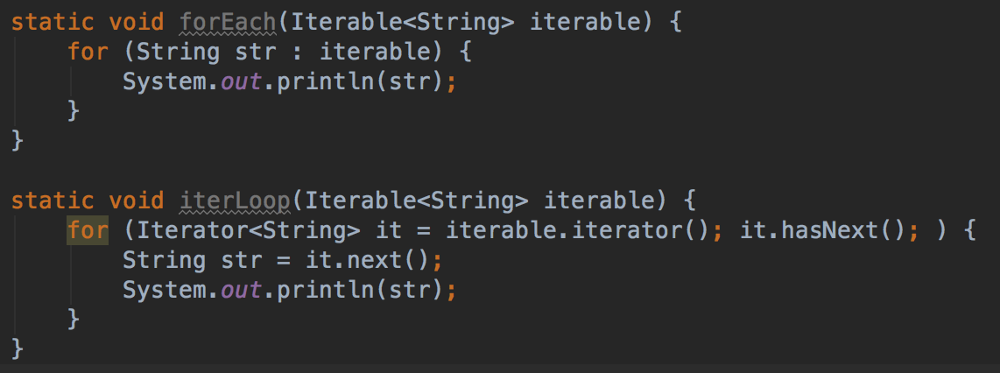 static void forEach(Iterable<String> iterable) {
    for (String str : iterable) {
        System.out.println(str);
    }
}

static void iterLoop(Iterable<String> iterable) {
    for (Iterator<String> it = iterable.iterator(); it.hasNext(); ) {
        String str = it.next();
        System.out.println(str);
    }
}